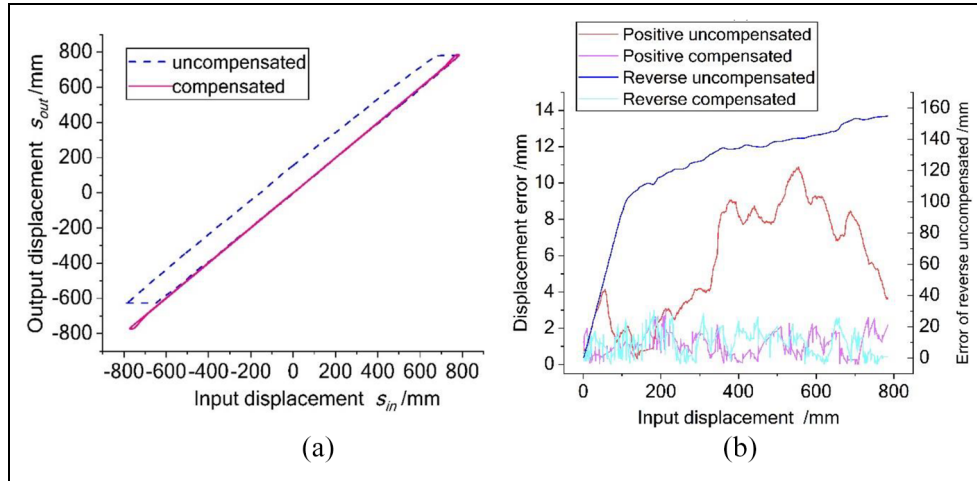 800
600
400
200
0
-200
-400
-600
-800
-800 -600 -400 -200 0 200 400 600 800
Output displacement s_out /mm
Input displacement s_in /mm
uncompensated
compensated
(a)
Positive uncompensated
Positive compensated
Reverse uncompensated
Reverse compensated
14
12
10
8
6
4
2
0
Displacement error /mm
160
140
120
100
80
60
40
20
0
Error of reverse uncompensated /mm
0 200 400 600 800
Input displacement /mm
(b)